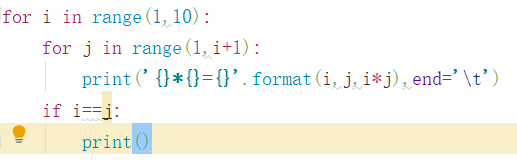 for i in range(1,10):
    for j in range(1,i+1):
        print('{}*{}={}'.format(i,j,i*j),end='\t')
    if i==j:
        print()